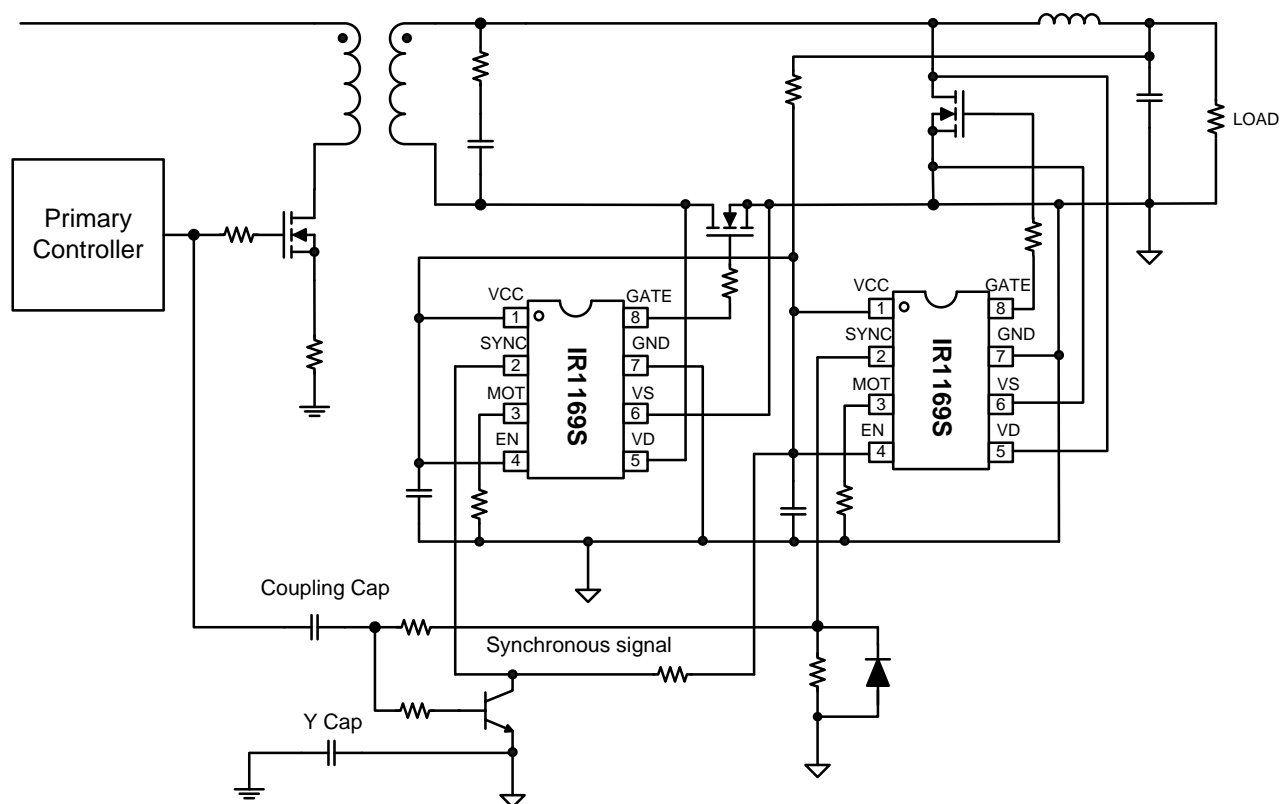 LOAD
Primary
Controller
VCC
GATE
1
8
SYNC
GND
2
7
MOT
VS
3
6
EN
VD
4
5
IR1169S
VCC
GATE
1
8
SYNC
GND
2
7
MOT
VS
3
6
EN
VD
4
5
IR1169S
Coupling Cap
Synchronous signal
Y Cap